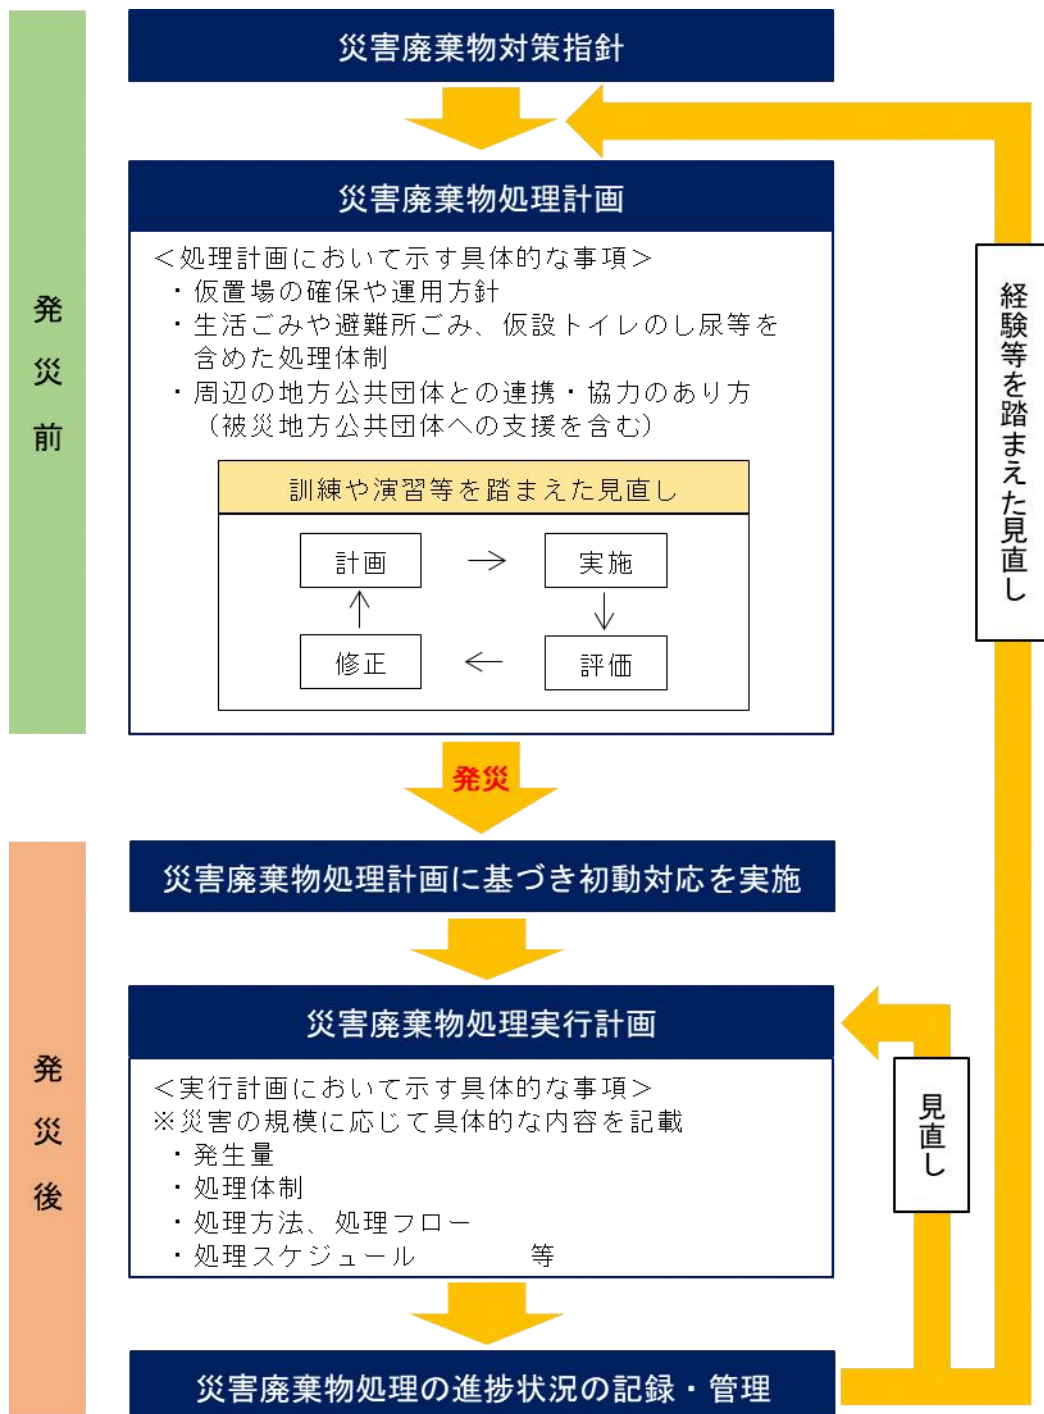 災害廃棄物対策指針
発災前
災害廃棄物処理計画
＜処理計画において示す具体的な事項＞
・仮置場の確保や運用方針
・生活ごみや避難所ごみ、仮設トイレのし尿等を
含めた処理体制
・周辺の地方公共団体との連携・協力のあり方
（被災地方公共団体への支援を含む）
訓練や演習等を踏まえた見直し
計画 → 実施
↑ ↓
修正 ← 評価
経験等を踏まえた見直し
発災
発災後
災害廃棄物処理計画に基づき初動対応を実施
災害廃棄物処理実行計画
＜実行計画において示す具体的な事項＞
※災害の規模に応じて具体的な内容を記載
・発生量
・処理体制
・処理方法、処理フロー
・処理スケジュール 等
見直し
災害廃棄物処理の進捗状況の記録・管理